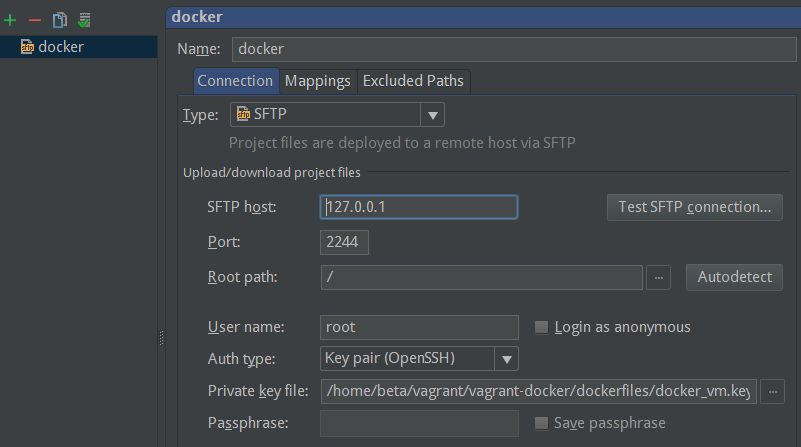 docker
docker
Name: docker
Connection Mappings Excluded Paths
Type: SFTP
Project files are deployed to a remote host via SFTP
Upload/download project files
SFTP host: 127.0.0.1 Test SFTP connection...
Port: 2244
Root path: / ... Autodetect
User name: root Login as anonymous
Auth type: Key pair (OpenSSH)
Private key file: /home/beta/vagrant/vagrant-docker/dockerfiles/docker_vm.key ...
Passphrase: Save passphrase